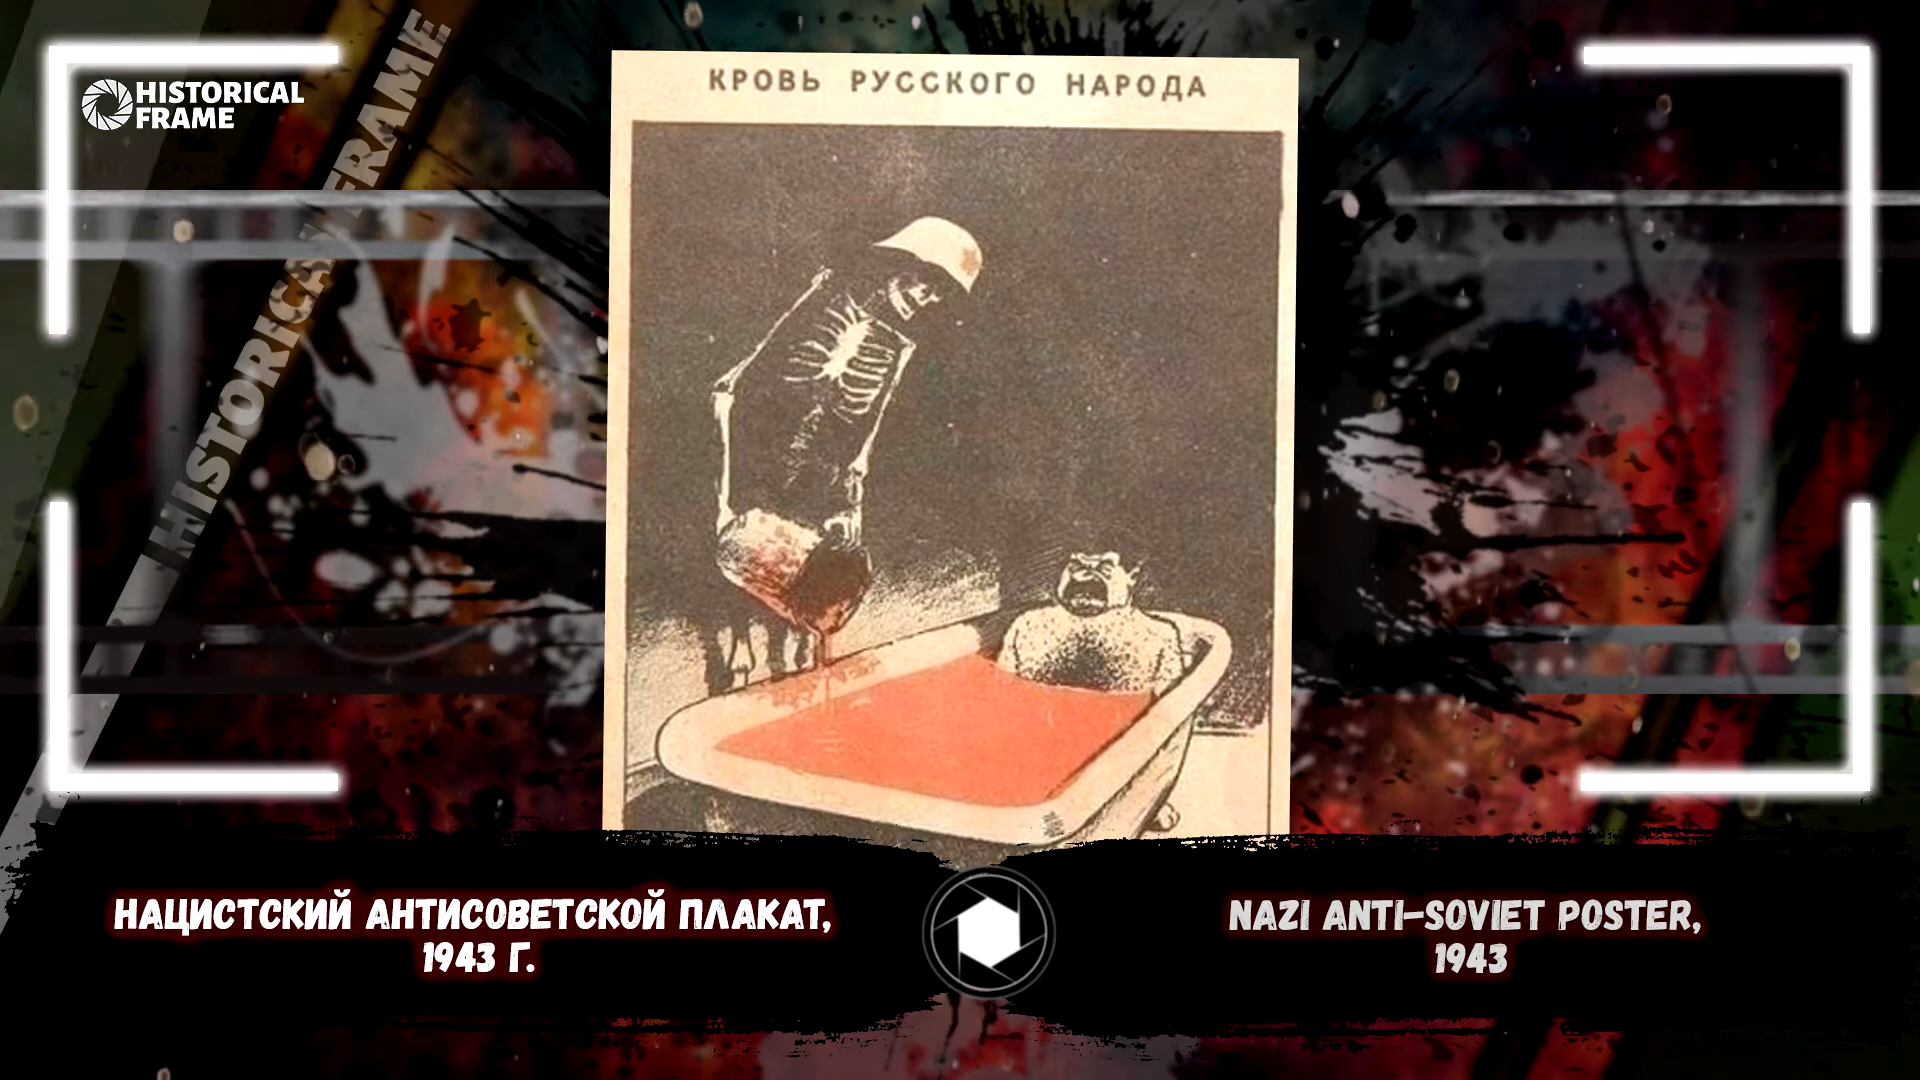 HISTORICAL
FRAME
HISTORICAL FRAME
КРОВЬ РУССКОГО НАРОДА
НАЦИСТСКИЙ АНТИСОВЕТСКОЙ ПЛАКАТ,
1943 Г.
NAZI ANTI-SOVIET POSTER,
1943